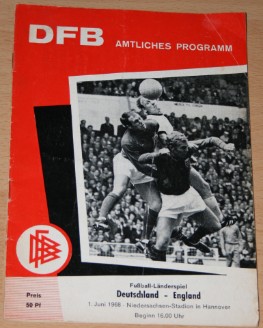 DFB AMTLICHES PROGRAMM
DFB
Preis
50 Pf
Fußball-Länderspiel
Deutschland - England
1. Juni 1968 - Niedersachsen-Stadion in Hannover
Beginn 16.00 Uhr